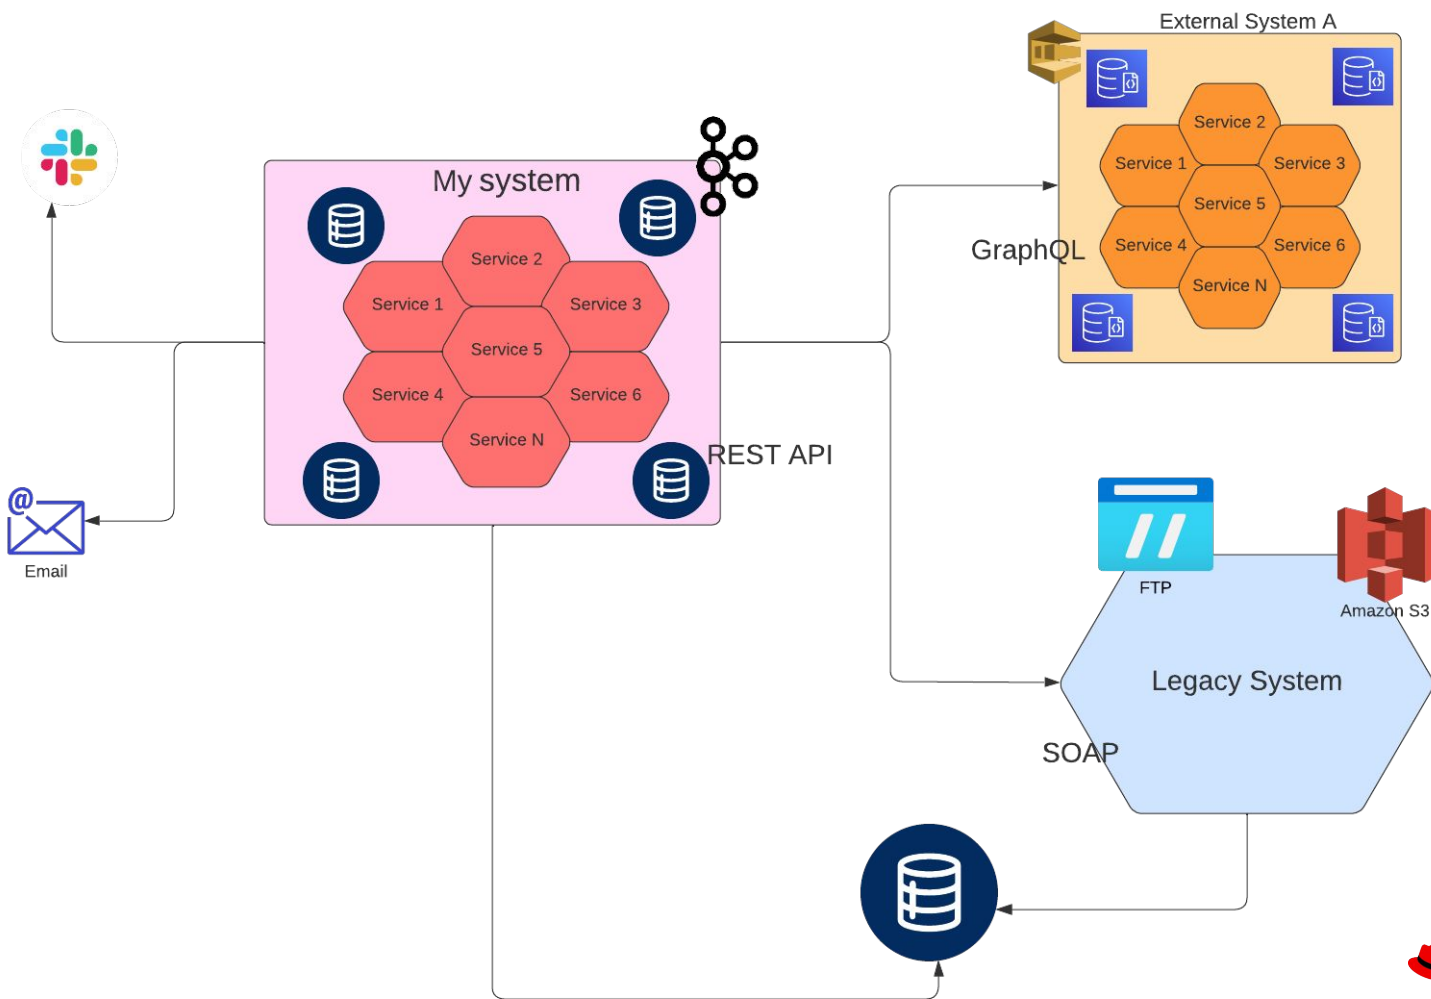 External System A
Service 2
Service 1
Service 3
Service 5
Service 4
Service 6
Service N
GraphQL
My system
Service 2
Service 1
Service 3
Service 5
Service 4
Service 6
Service N
REST API
@
Email
FTP
Amazon S3
Legacy System
SOAP